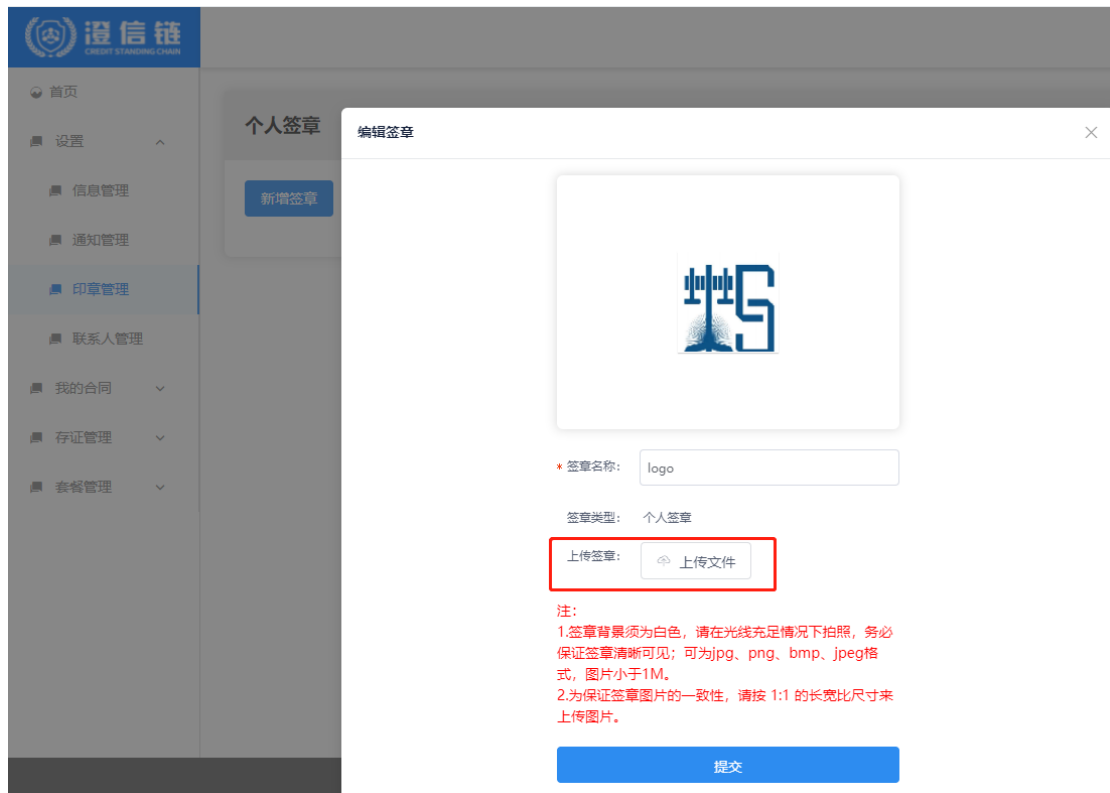 澄信链
CREDIT STANDING CHAIN
首页
设置
信息管理
通知管理
印章管理
联系人管理
我的合同
存证管理
套餐管理
个人签章
新增签章
编辑签章
* 签章名称： logo
签章类型： 个人签章
上传签章： 上传文件
注：
1.签章背景须为白色，请在光线充足情况下拍照，务必
保证签章清晰可见；可为jpg、png、bmp、jpeg格
式，图片小于1M。
2.为保证签章图片的一致性，请按 1:1 的长宽比尺寸来
上传图片。
提交